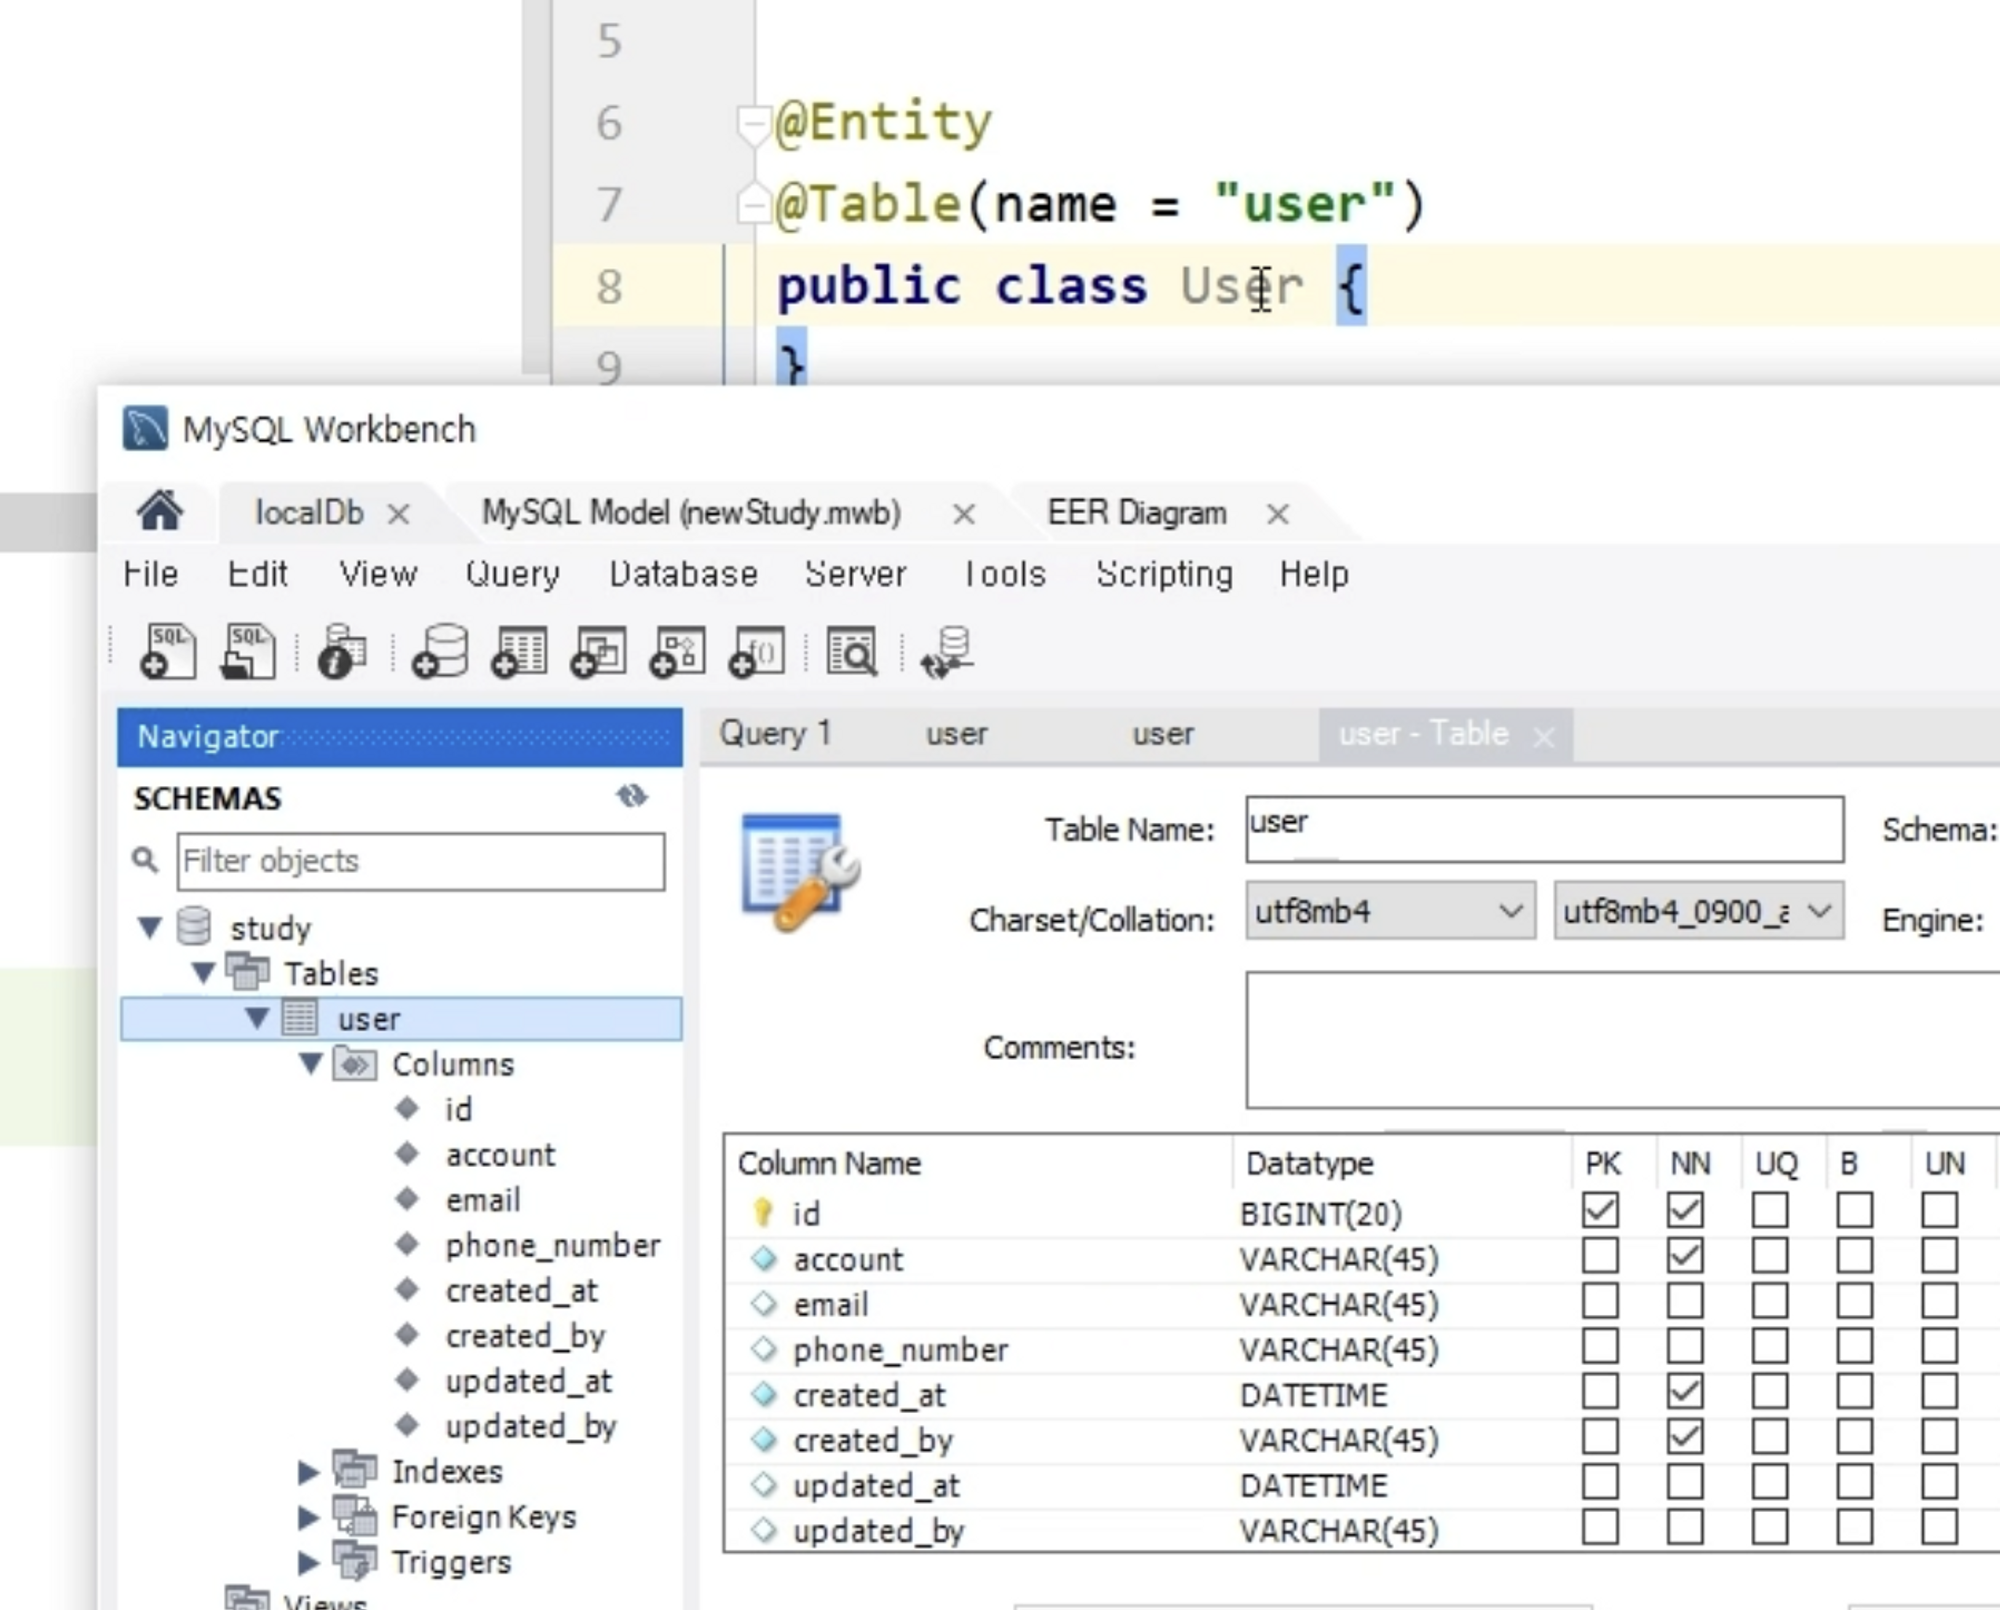 5
6 @Entity
7 @Table(name = "user")
8 public class User {
9 }
MySQL Workbench
localDb MySQL Model (newStudy.mwb) EER Diagram
File Edit View Query Database Server Tools Scripting Help
SQL SQL f()
Navigator
SCHEMAS
Filter objects
study
Tables
user
Columns
id
account
email
phone_number
created_at
created_by
updated_at
updated_by
Indexes
Foreign Keys
Triggers
Views
Query 1 user user user - Table
Table Name: user Schema:
Charset/Collation: utf8mb4 utf8mb4_0900_a Engine:
Comments:
Column Name Datatype PK NN UQ B UN
id BIGINT(20)
account VARCHAR(45)
email VARCHAR(45)
phone_number VARCHAR(45)
created_at DATETIME
created_by VARCHAR(45)
updated_at DATETIME
updated_by VARCHAR(45)